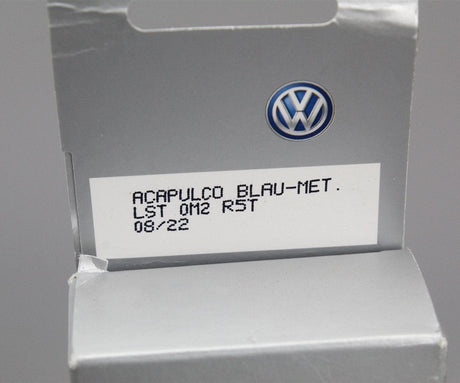 ACAPULCO BLAU-MET.
LST 0M2 R5T
08/22